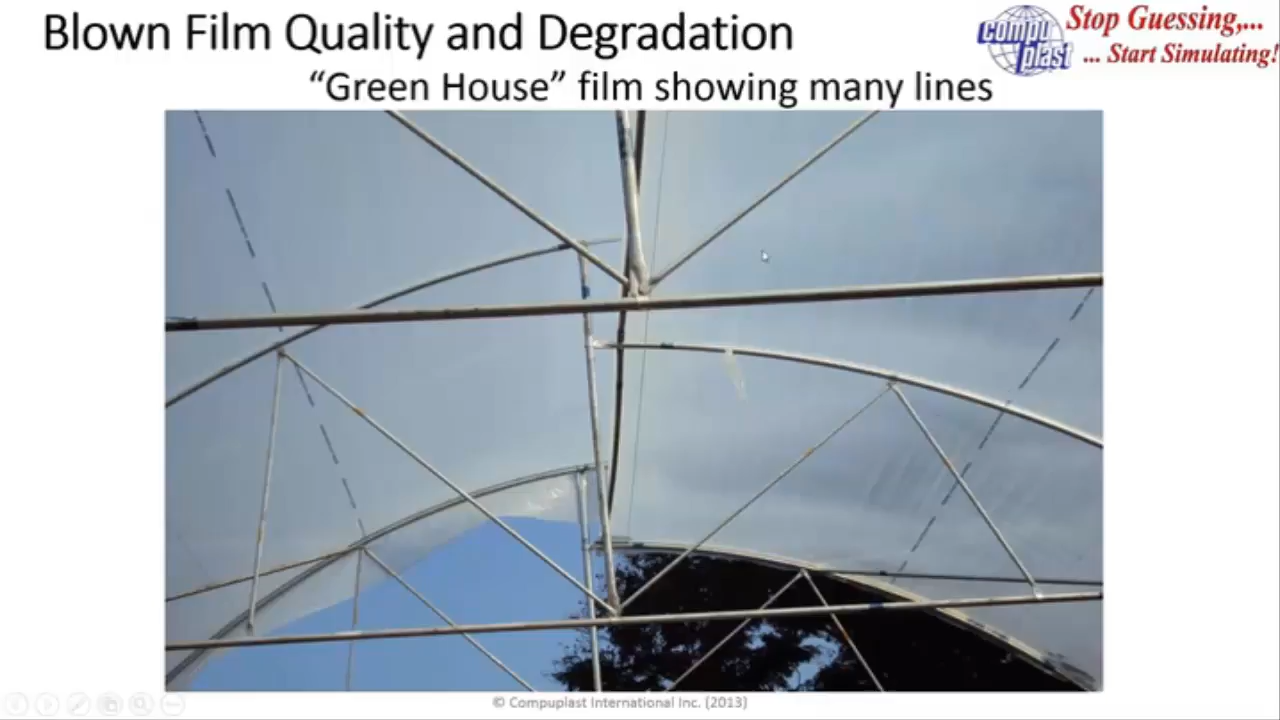 Blown Film Quality and Degradation
compu
plast
Stop Guessing,...
... Start Simulating!
“Green House” film showing many lines
© Compuplast International Inc. (2013)